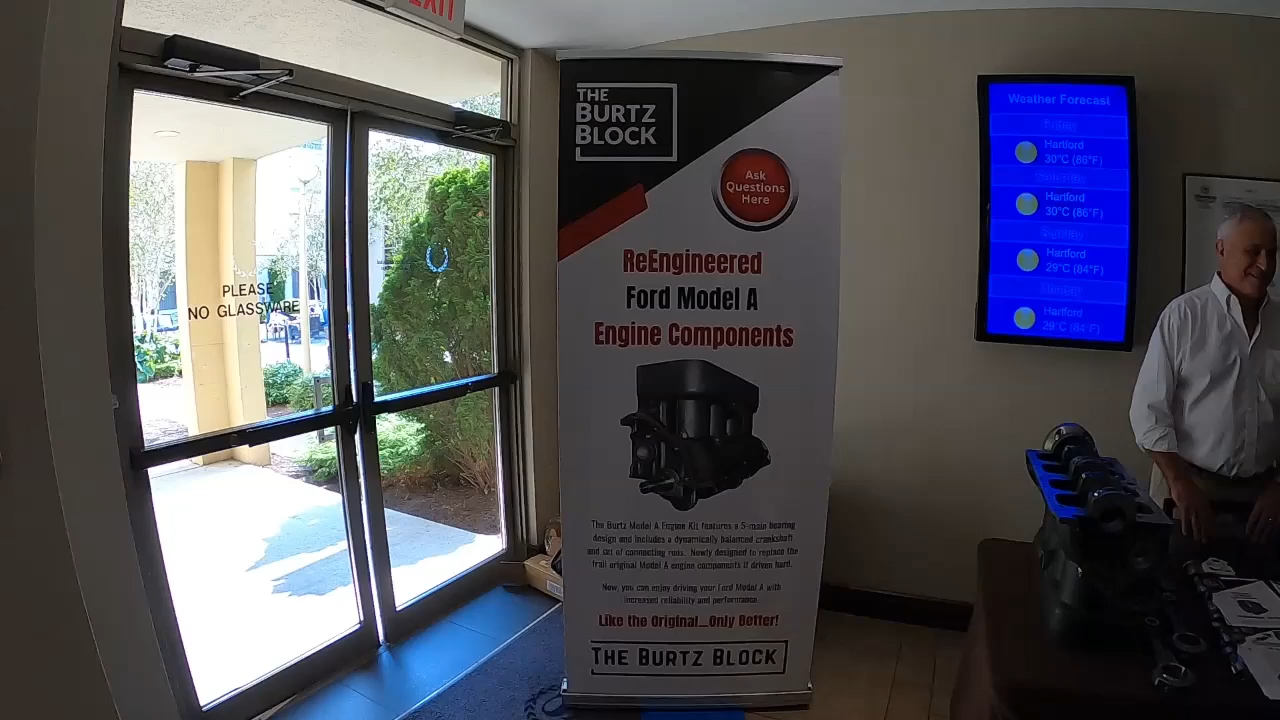 EXIT
PLEASE
NO GLASSWARE
THE
BURTZ
BLOCK
Ask
Questions
Here
ReEngineered
Ford Model A
Engine Components
The Burtz Model A Engine Kit features a 5-main bearing
design and includes a dynamically balanced crankshaft
and set of connecting rods. Newly designed to replace the
frail original Model A engine components if driven hard.
Now, you can enjoy driving your Ford Model A with
increased reliability and performance.
Like the Original...Only Better!
THE BURTZ BLOCK
Weather Forecast
Friday
Hartford
30°C (86°F)
Saturday
Hartford
30°C (86°F)
Sunday
Hartford
29°C (84°F)
Monday
Hartford
29°C (84°F)